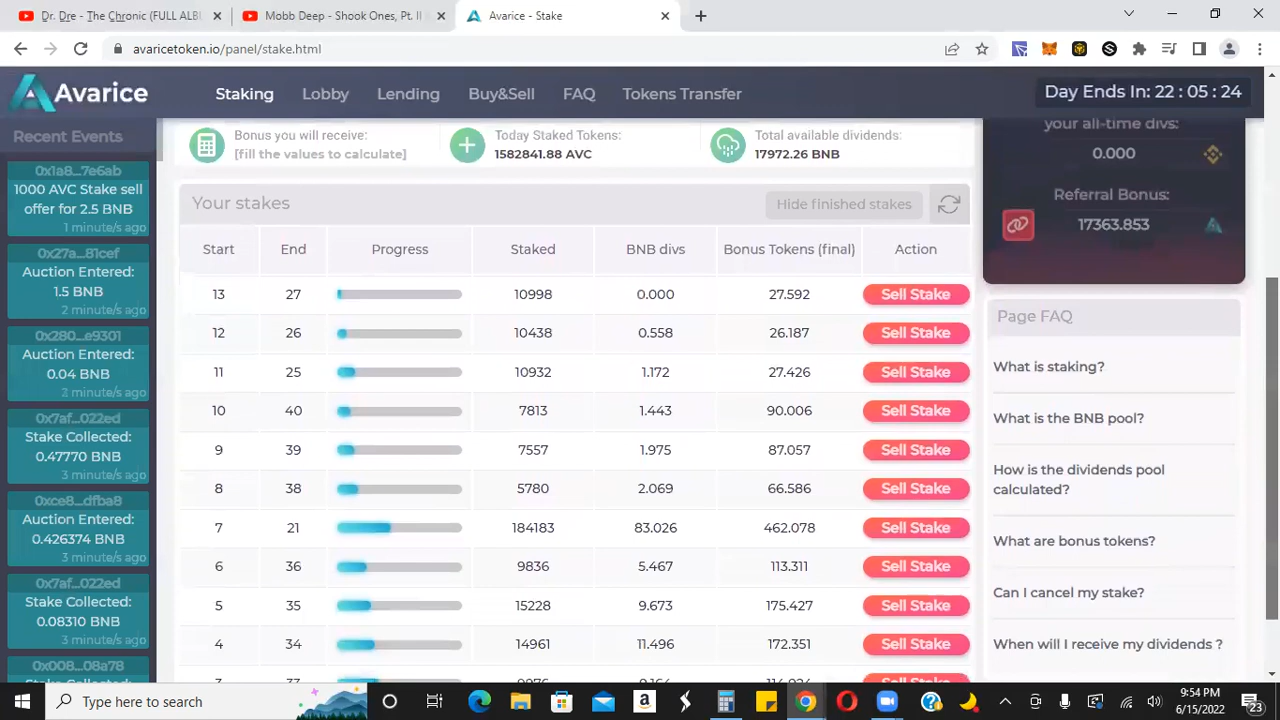 Dr. Dre - The Chronic (FULL ALBU
Mobb Deep - Shook Ones, Pt. II
Avarice - Stake
avaricetoken.io/panel/stake.html
Avarice
Staking
Lobby
Lending
Buy&Sell
FAQ
Tokens Transfer
Day Ends In: 22 : 05 : 24
Recent Events
0x1a8...7e6ab
1000 AVC Stake sell
offer for 2.5 BNB
1 minute/s ago
0x27a...81cef
Auction Entered:
1.5 BNB
2 minute/s ago
0x280...e9301
Auction Entered:
0.04 BNB
2 minute/s ago
0x7af...022ed
Stake Collected:
0.47770 BNB
3 minute/s ago
0xce8...dfba8
Auction Entered:
0.426374 BNB
3 minute/s ago
0x7af...022ed
Stake Collected:
0.08310 BNB
3 minute/s ago
0x008...08a78
Bonus you will receive:
[fill the values to calculate]
Today Staked Tokens:
1582841.88 AVC
Total available dividends:
17972.26 BNB
Your stakes
Hide finished stakes
Start End Progress Staked BNB divs Bonus Tokens (final) Action
13 27 10998 0.000 27.592 Sell Stake
12 26 10438 0.558 26.187 Sell Stake
11 25 10932 1.172 27.426 Sell Stake
10 40 7813 1.443 90.006 Sell Stake
9 39 7557 1.975 87.057 Sell Stake
8 38 5780 2.069 66.586 Sell Stake
7 21 184183 83.026 462.078 Sell Stake
6 36 9836 5.467 113.311 Sell Stake
5 35 15228 9.673 175.427 Sell Stake
4 34 14961 11.496 172.351 Sell Stake
your all-time divs:
0.000
Referral Bonus:
17363.853
Page FAQ
What is staking?
What is the BNB pool?
How is the dividends pool
calculated?
What are bonus tokens?
Can I cancel my stake?
When will I receive my dividends ?
Type here to search
9:54 PM
6/15/2022
23